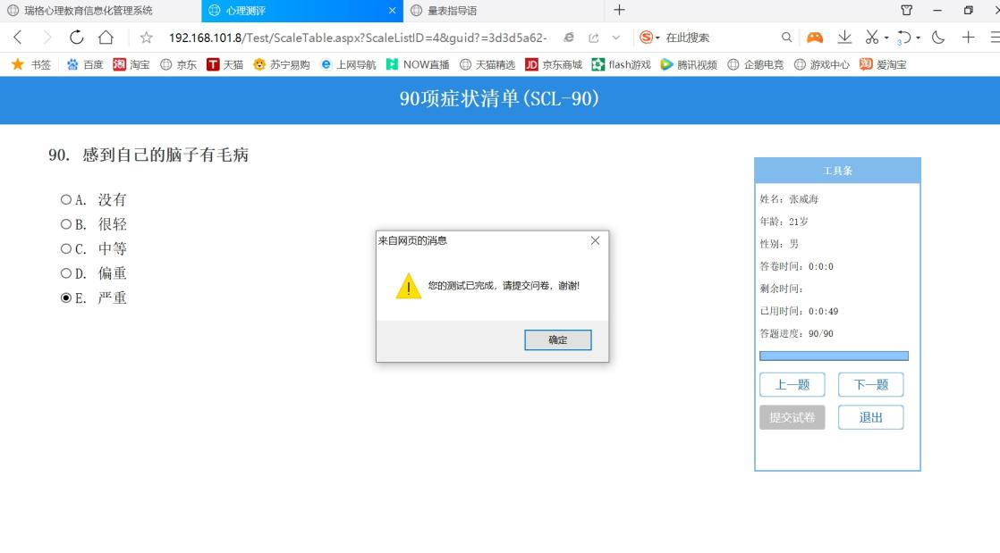 瑞格心理教育信息化管理系统 心理测评 量表指导语
192.168.101.8/Test/ScaleTable.aspx?ScaleListID=4&guid?=3d3d5a62- 在此搜索
书签 百度 淘宝 京东 天猫 苏宁易购 上网导航 NOW直播 天猫精选 京东商城 flash游戏 腾讯视频 企鹅电竞 游戏中心 爱淘宝
90项症状清单(SCL-90)
90. 感到自己的脑子有毛病
A. 没有
B. 很轻
C. 中等
D. 偏重
E. 严重
来自网页的消息
您的测试已完成，请提交问卷，谢谢!
确定
工具条
姓名：张威海
年龄：21岁
性别：男
答卷时间：0:0:0
剩余时间：
已用时间：0:0:49
答题进度：90/90
上一题 下一题
提交试卷 退出